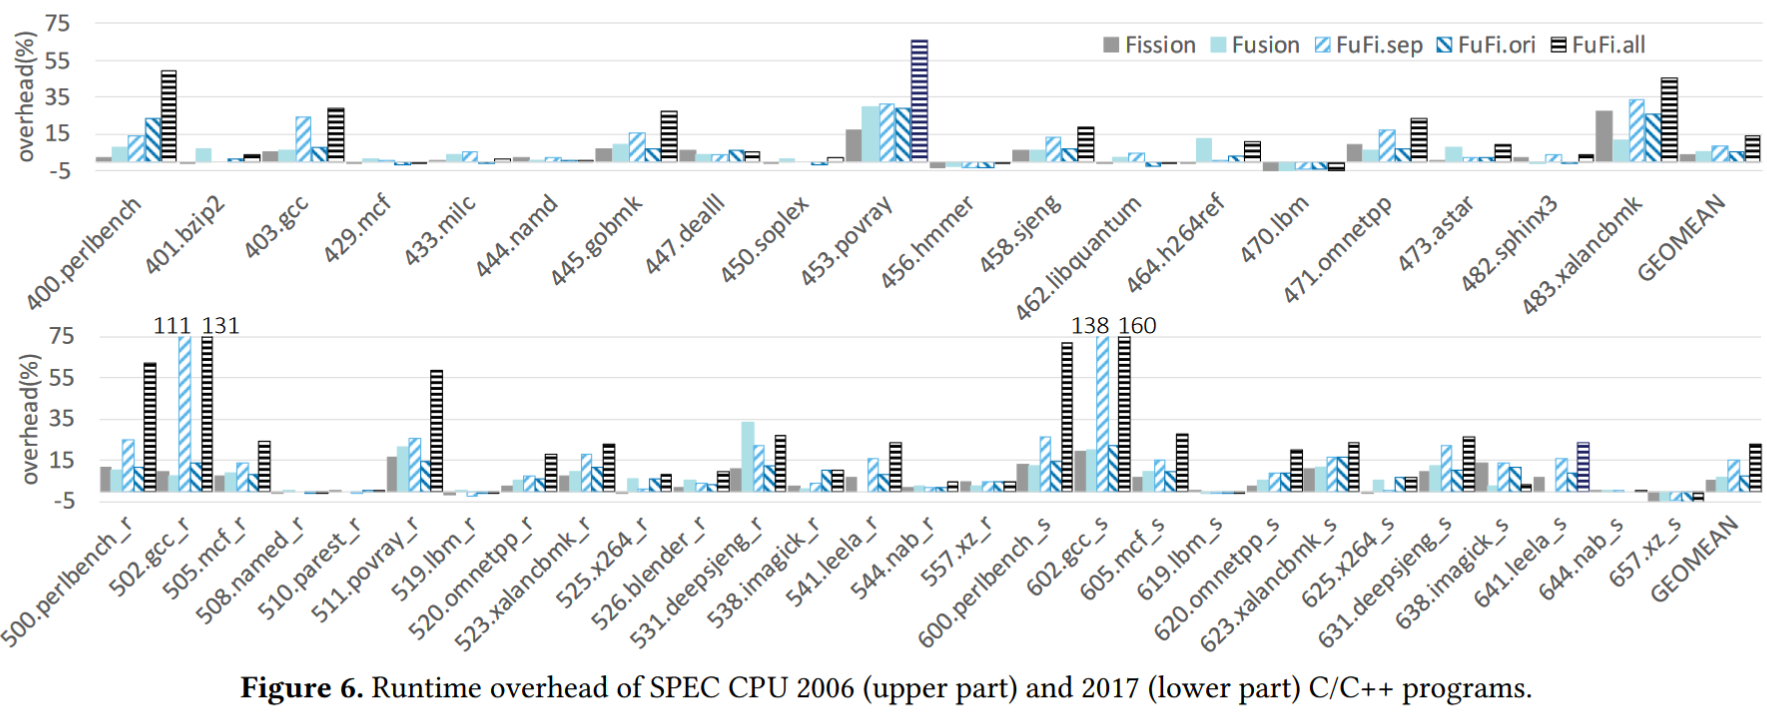 75
55
35
15
-5
overhead(%)
Fission Fusion FuFi.sep FuFi.ori FuFi.all
400.perlbench
401.bzip2
403.gcc
429.mcf
433.milc
444.namd
445.gobmk
447.dealII
450.soplex
453.povray
456.hmmer
458.sjeng
462.libquantum
464.h264ref
470.lbm
471.omnetpp
473.astar
482.sphinx3
483.xalancbmk
GEOMEAN
111 131 138 160
75
55
35
15
-5
overhead(%)
500.perlbench_r
502.gcc_r
505.mcf_r
508.named_r
510.parest_r
511.povray_r
519.lbm_r
520.omnetpp_r
523.xalancbmk_r
525.x264_r
526.blender_r
531.deepsjeng_r
538.imagick_r
541.leela_r
544.nab_r
557.xz_r
600.perlbench_s
602.gcc_s
605.mcf_s
619.lbm_s
620.omnetpp_s
623.xalancbmk_s
625.x264_s
631.deepsjeng_s
638.imagick_s
641.leela_s
644.nab_s
657.xz_s
GEOMEAN
Figure 6. Runtime overhead of SPEC CPU 2006 (upper part) and 2017 (lower part) C/C++ programs.